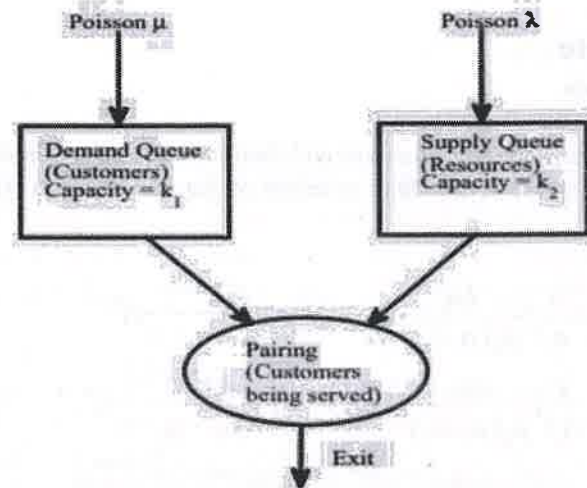 Poisson μ
Poisson λ
Demand Queue
(Customers)
Capacity = k1
Supply Queue
(Resources)
Capacity = k2
Pairing
(Customers
being served)
Exit